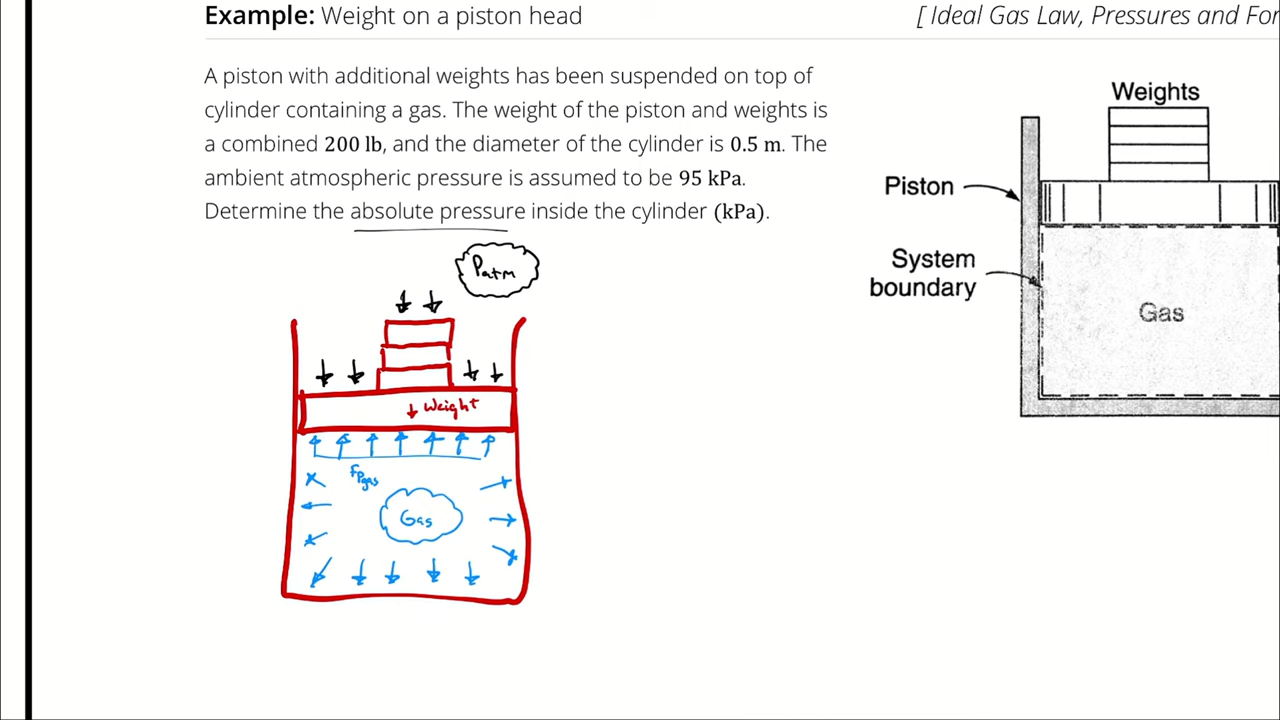 Example: Weight on a piston head
[ Ideal Gas Law, Pressures and For
A piston with additional weights has been suspended on top of
cylinder containing a gas. The weight of the piston and weights is
a combined 200 lb, and the diameter of the cylinder is 0.5 m. The
ambient atmospheric pressure is assumed to be 95 kPa.
Determine the absolute pressure inside the cylinder (kPa).
Weights
Piston
System
boundary
Gas
Patm
Weight
FPgas
Gas